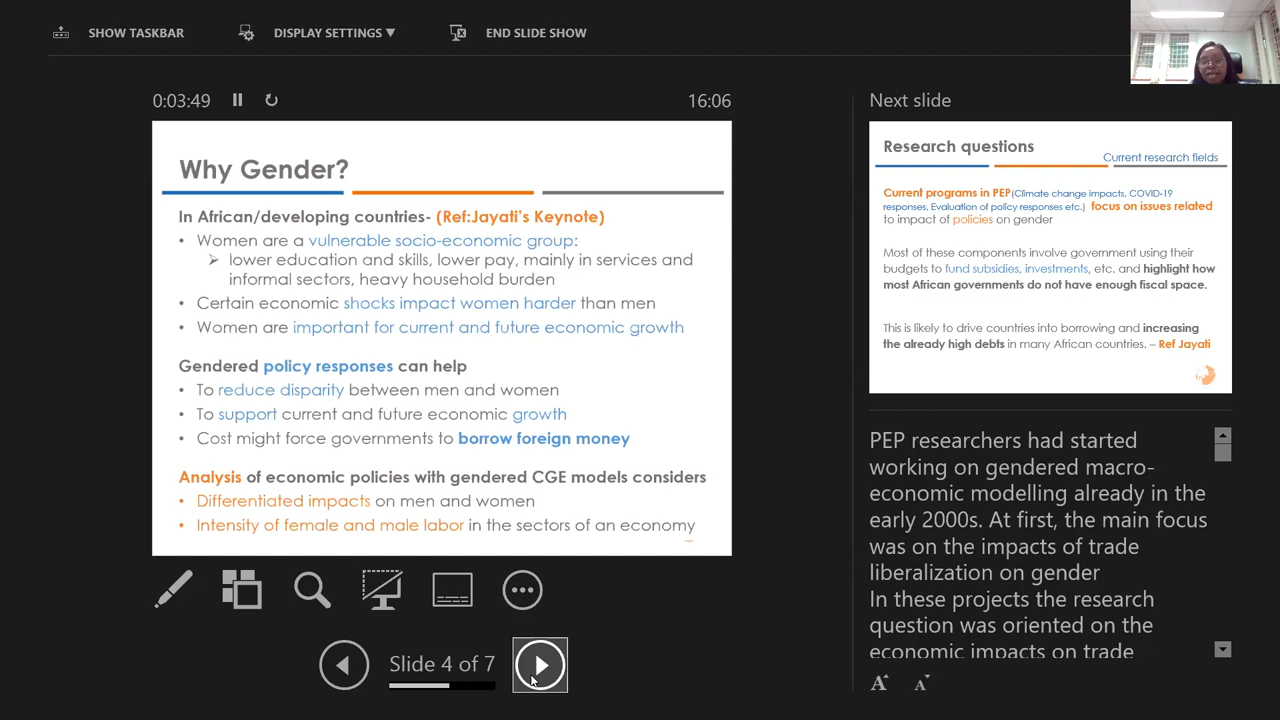 SHOW TASKBAR
DISPLAY SETTINGS ▼
END SLIDE SHOW
0:03:49
16:06
Why Gender?
In African/developing countries- (Ref:Jayati's Keynote)
• Women are a vulnerable socio-economic group:
➢ lower education and skills, lower pay, mainly in services and
informal sectors, heavy household burden
• Certain economic shocks impact women harder than men
• Women are important for current and future economic growth
Gendered policy responses can help
• To reduce disparity between men and women
• To support current and future economic growth
• Cost might force governments to borrow foreign money
Analysis of economic policies with gendered CGE models considers
• Differentiated impacts on men and women
• Intensity of female and male labor in the sectors of an economy
Slide 4 of 7
Next slide
Research questions
Current research fields
Current programs in PEP(Climate change impacts, COVID-19
responses, Evaluation of policy responses etc.) focus on issues related
to impact of policies on gender
Most of these components involve government using their
budgets to fund subsidies, investments, etc. and highlight how
most African governments do not have enough fiscal space.
This is likely to drive countries into borrowing and increasing
the already high debts in many African countries. – Ref Jayati
PEP researchers had started
working on gendered macro-
economic modelling already in the
early 2000s. At first, the main focus
was on the impacts of trade
liberalization on gender
In these projects the research
question was oriented on the
economic impacts on trade
A A